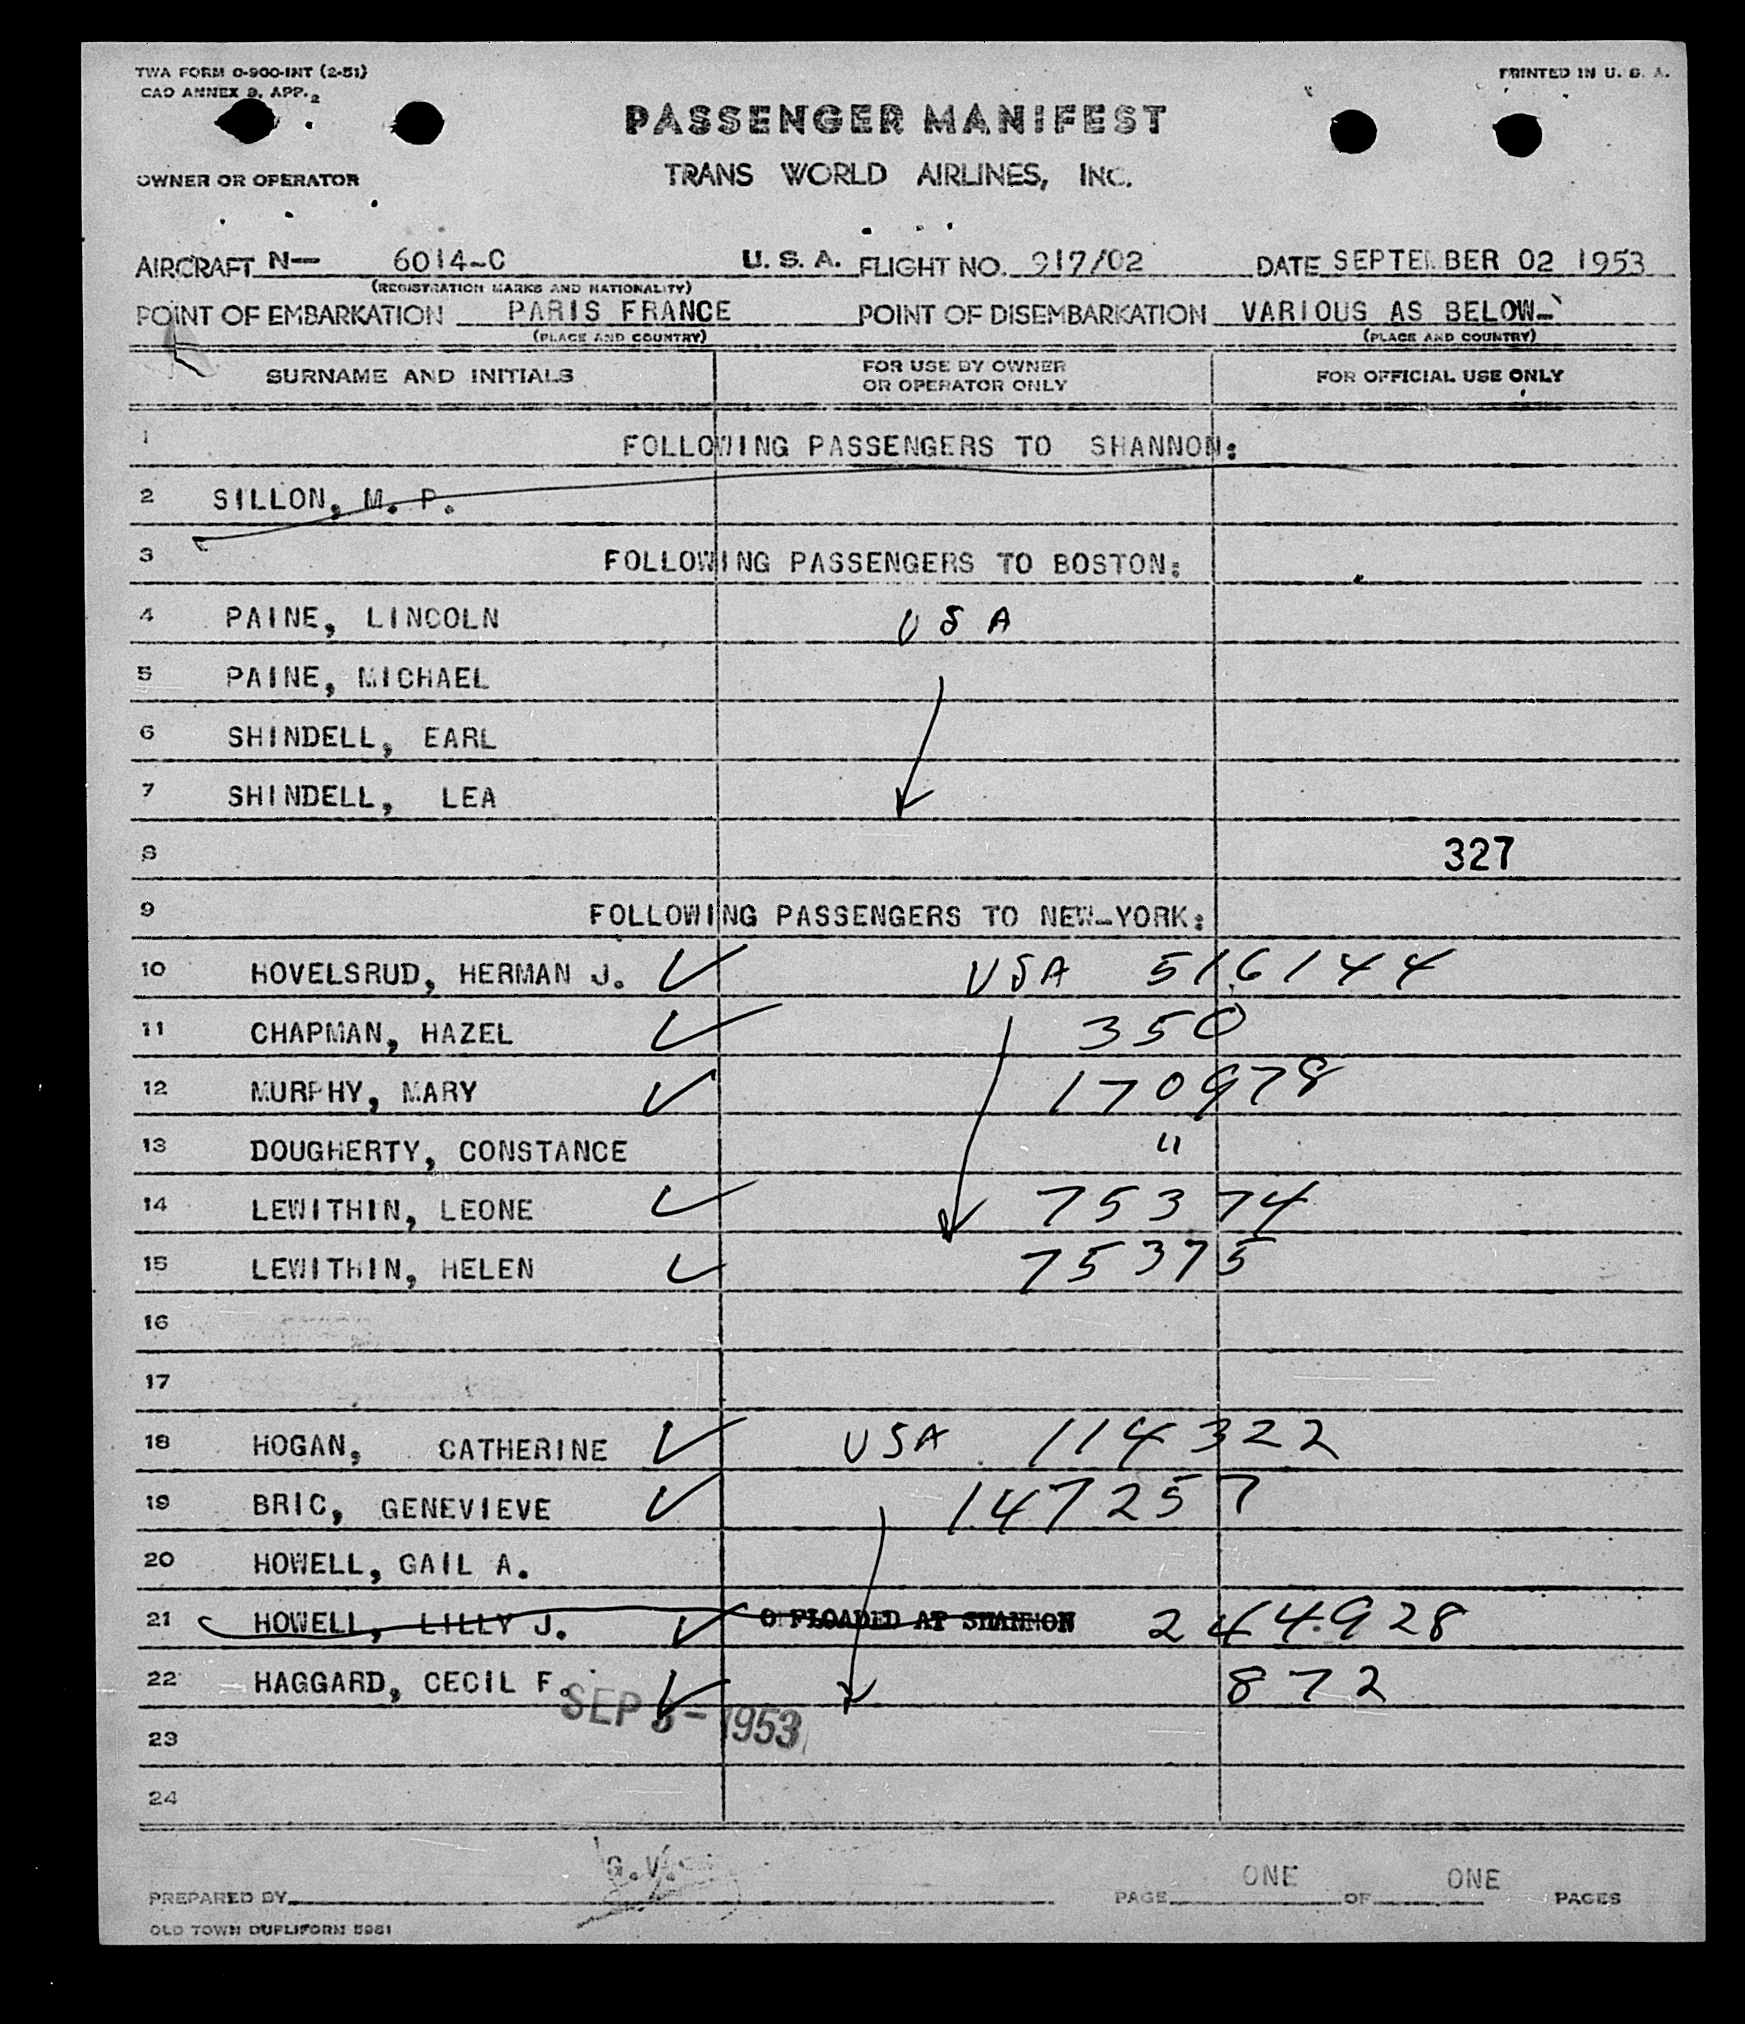 TWA FORM O-900-INT (2-51)
PRINTED IN U. S. A.
CAO ANNEX 9. APP. 2
PASSENGER MANIFEST
OWNER OR OPERATOR
TRANS WORLD AIRLINES, INC.
AIRCRAFT N— 6014-C U. S. A. FLIGHT NO. 917/02 DATE SEPTEMBER 02 1953
(REGISTRATION MARKS AND NATIONALITY)
POINT OF EMBARKATION PARIS FRANCE POINT OF DISEMBARKATION VARIOUS AS BELOW-
(PLACE AND COUNTRY) (PLACE AND COUNTRY)
SURNAME AND INITIALS FOR USE BY OWNER OR OPERATOR ONLY FOR OFFICIAL USE ONLY
1 FOLLOWING PASSENGERS TO SHANNON:
2 SILLON, M. P.
3 FOLLOWING PASSENGERS TO BOSTON:
4 PAINE, LINCOLN USA
5 PAINE, MICHAEL
6 SHINDELL, EARL
7 SHINDELL, LEA
8 327
9 FOLLOWING PASSENGERS TO NEW-YORK:
10 HOVELSRUD, HERMAN J. ✓ USA 516144
11 CHAPMAN, HAZEL ✓ 350
12 MURPHY, MARY ✓ 170978
13 DOUGHERTY, CONSTANCE "
14 LEWITHIN, LEONE ✓ 75374
15 LEWITHIN, HELEN ✓ 75375
16
17
18 HOGAN, CATHERINE ✓ USA 114322
19 BRIC, GENEVIEVE ✓ 147257
20 HOWELL, GAIL A.
21 HOWELL, LILLY J. ✓ OFFLOADED AT SHANNON 244928
22 HAGGARD, CECIL F. ✓ 872
SEP 3 - 1953
23
24
G.V.
PREPARED BY PAGE ONE OF ONE PAGES
OLD TOWN DUPLIFORM 5961